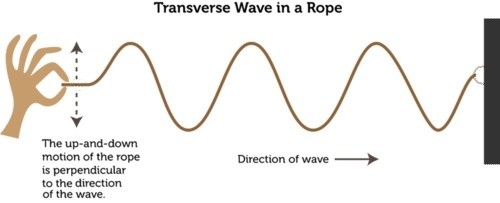 Transverse Wave in a Rope
The up-and-down
motion of the rope
is perpendicular
to the direction
of the wave.
Direction of wave